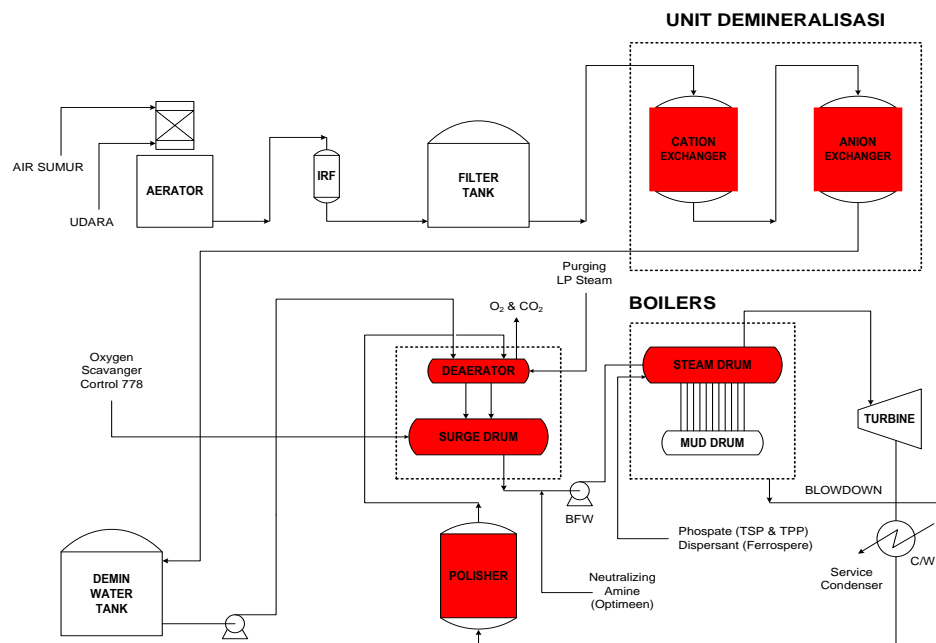 UNIT DEMINERALISASI
AIR SUMUR
UDARA
AERATOR
IRF
FILTER
TANK
CATION
EXCHANGER
ANION
EXCHANGER
Purging
LP Steam
O₂ & CO₂
BOILERS
Oxygen
Scavanger
Cortrol 778
DEAERATOR
SURGE DRUM
STEAM DRUM
MUD DRUM
TURBINE
BLOWDOWN
BFW
Phospate (TSP & TPP)
Dispersant (Ferrospere)
C/W
Service
Condenser
DEMIN
WATER
TANK
POLISHER
Neutralizing
Amine
(Optimeen)